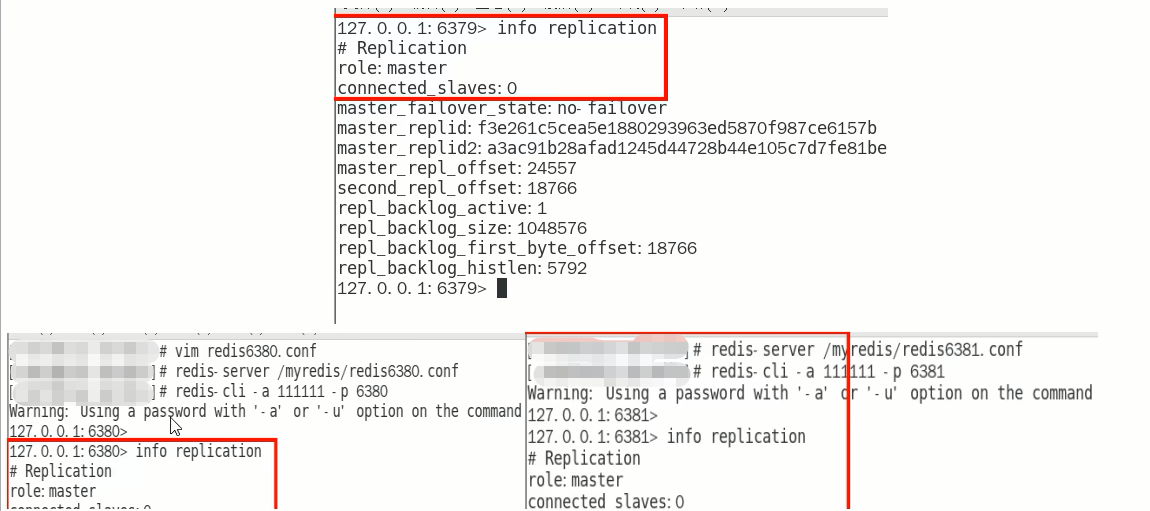 127.0.0.1:6379> info replication
# Replication
role:master
connected_slaves:0
master_failover_state:no-failover
master_replid:f3e261c5cea5e1880293963ed5870f987ce6157b
master_replid2:a3ac91b28afad1245d44728b44e105c7d7fe81be
master_repl_offset:24557
second_repl_offset:18766
repl_backlog_active:1
repl_backlog_size:1048576
repl_backlog_first_byte_offset:18766
repl_backlog_histlen:5792
127.0.0.1:6379>
[ ]# vim redis6380.conf
[ ]# redis-server /myredis/redis6380.conf
[ ]# redis-cli -a 111111 -p 6380
Warning: Using a password with '-a' or '-u' option on the command
127.0.0.1:6380>
127.0.0.1:6380> info replication
# Replication
role:master
connected_slaves:0
[ ]# redis-server /myredis/redis6381.conf
[ ]# redis-cli -a 111111 -p 6381
Warning: Using a password with '-a' or '-u' option on the command
127.0.0.1:6381>
127.0.0.1:6381> info replication
# Replication
role:master
connected_slaves:0